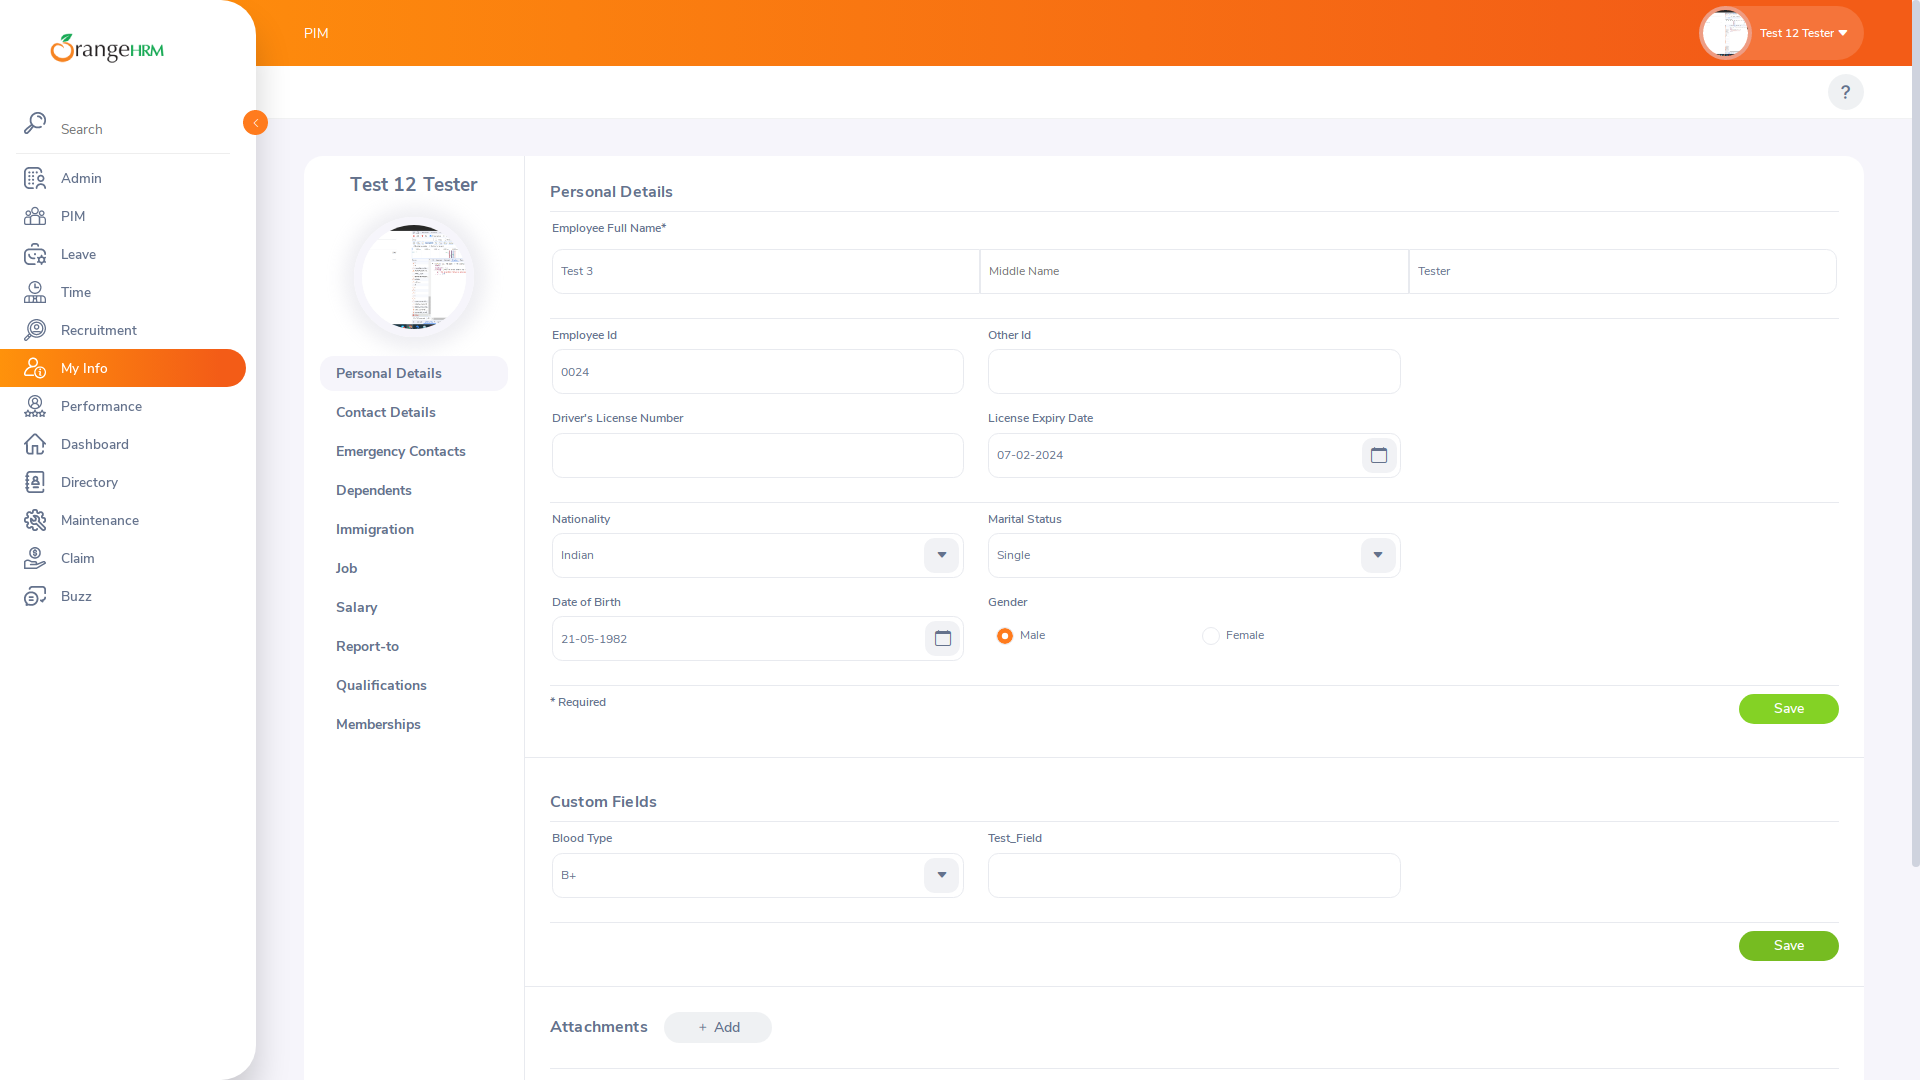 OrangeHRM
PIM
Test 12 Tester
?
Search
Admin
PIM
Leave
Time
Recruitment
My Info
Performance
Dashboard
Directory
Maintenance
Claim
Buzz
Test 12 Tester
Personal Details
Contact Details
Emergency Contacts
Dependents
Immigration
Job
Salary
Report-to
Qualifications
Memberships
Personal Details
Employee Full Name*
Test 3 Middle Name Tester
Employee Id Other Id
0024
Driver's License Number License Expiry Date
07-02-2024
Nationality Marital Status
Indian Single
Date of Birth Gender
21-05-1982 Male Female
* Required
Save
Custom Fields
Blood Type Test_Field
B+
Save
Attachments + Add